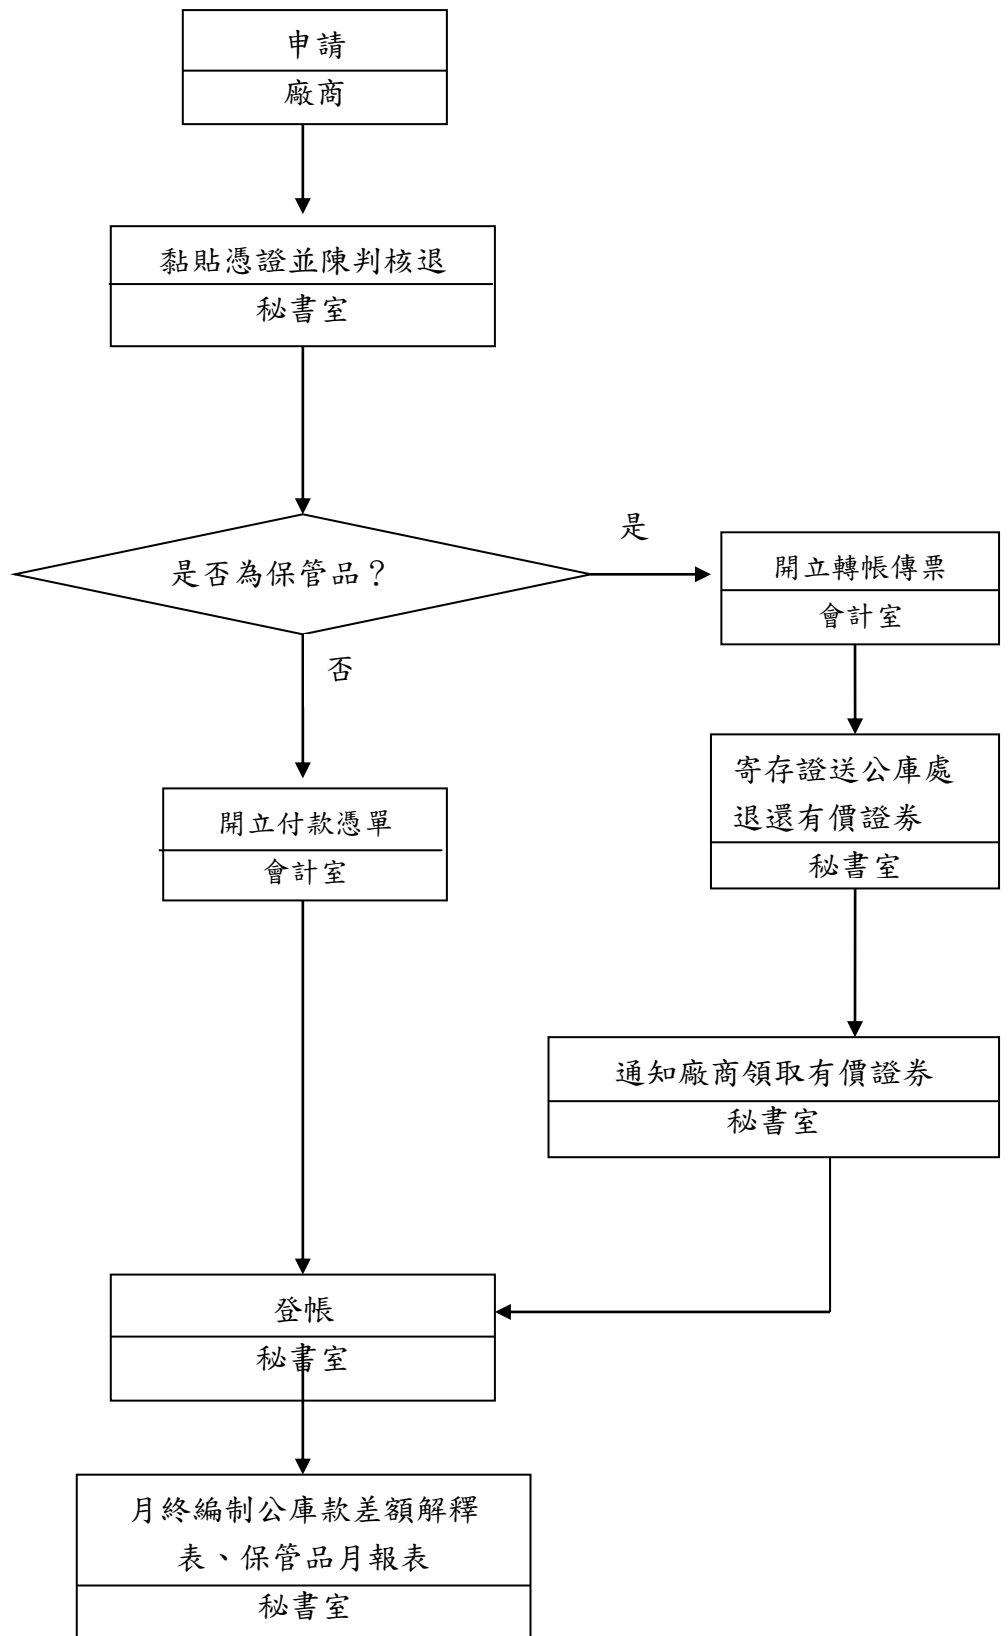 申請
廠商
黏貼憑證並陳判核退
秘書室
是否為保管品？
是
開立轉帳傳票
會計室
否
寄存證送公庫處
退還有價證券
秘書室
開立付款憑單
會計室
通知廠商領取有價證券
秘書室
登帳
秘書室
月終編制公庫款差額解釋
表、保管品月報表
秘書室